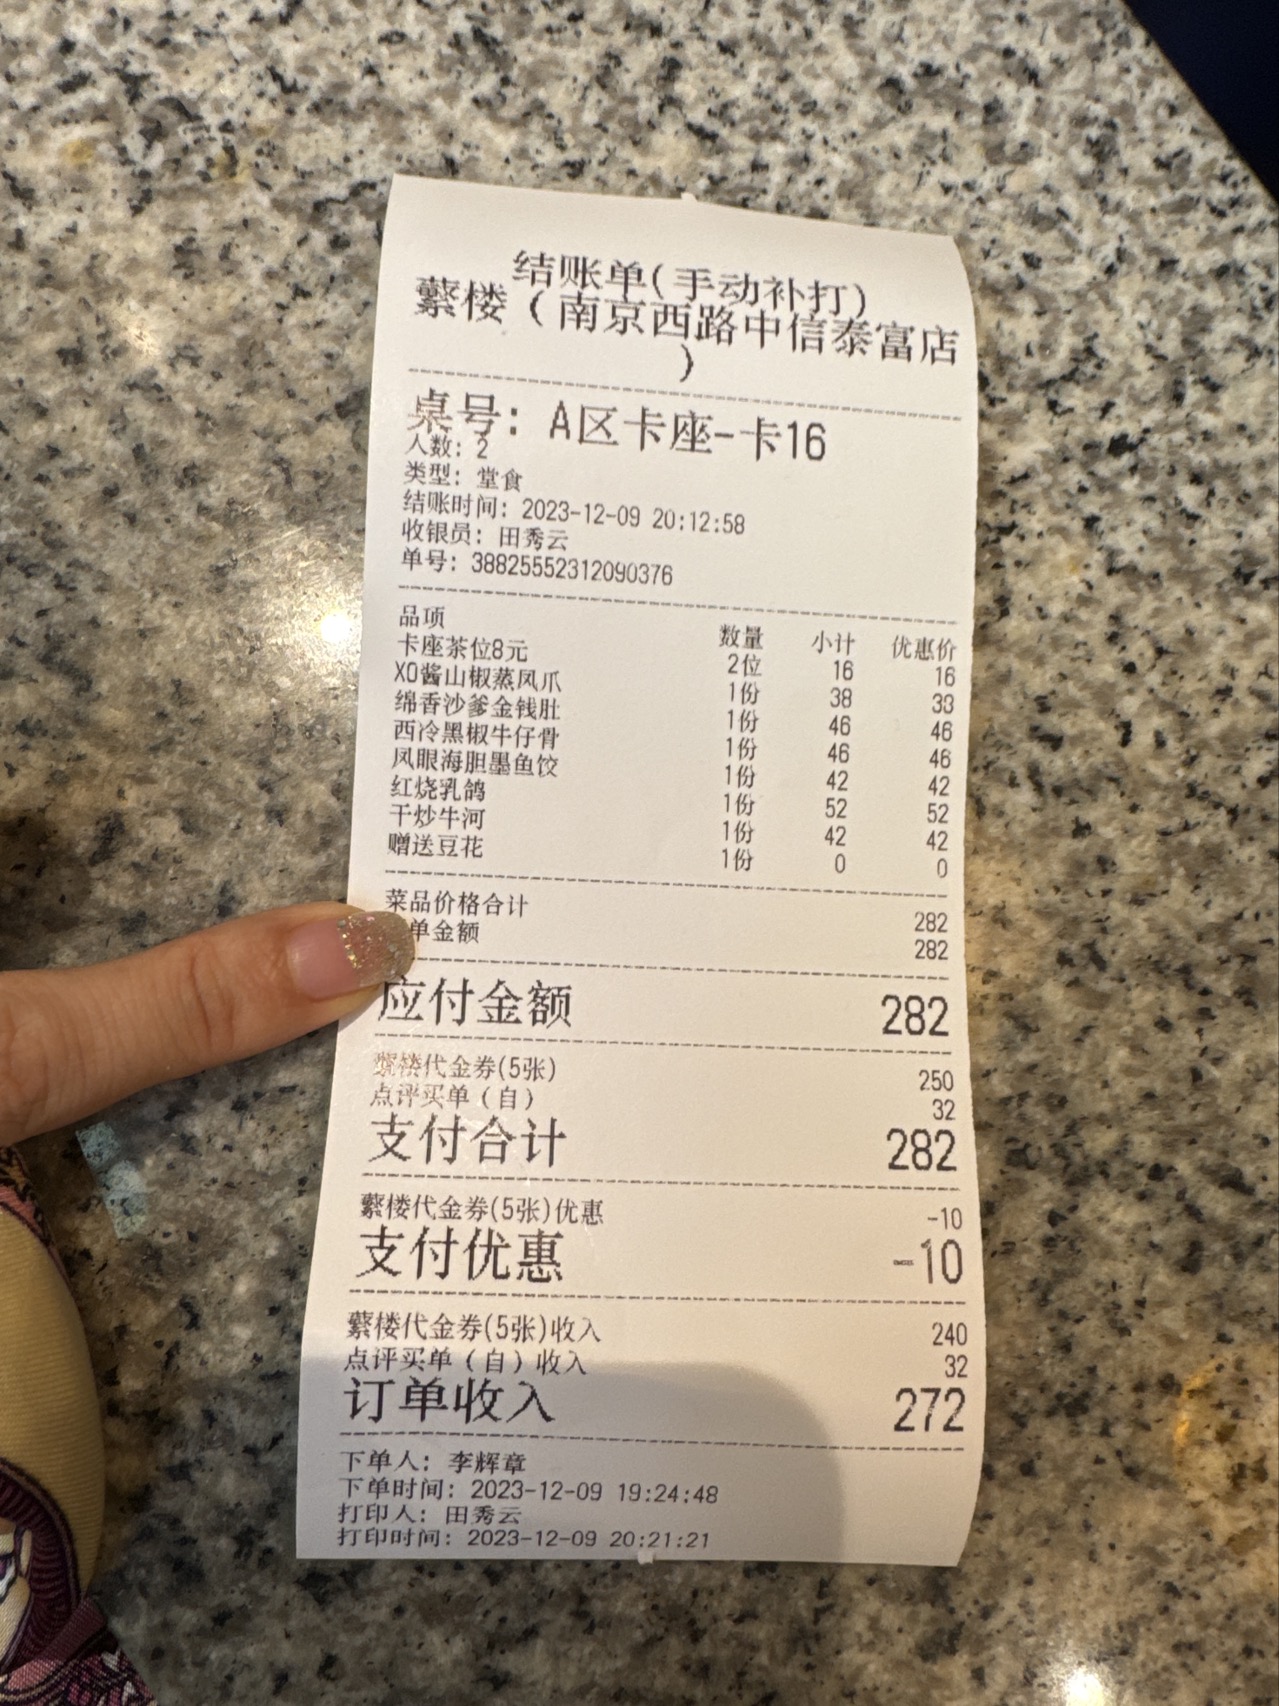 结账单(手动补打)
蘩楼（南京西路中信泰富店
）
桌号: A区卡座-卡16
人数: 2
类型: 堂食
结账时间: 2023-12-09 20:12:58
收银员: 田秀云
单号: 38825552312090376
品项 数量 小计 优惠价
卡座茶位8元 2位 16 16
XO酱山椒蒸凤爪 1份 38 38
绵香沙爹金钱肚 1份 46 46
西冷黑椒牛仔骨 1份 46 46
凤眼海胆墨鱼饺 1份 42 42
红烧乳鸽 1份 52 52
干炒牛河 1份 42 42
赠送豆花 1份 0 0
菜品价格合计 282
单金额 282
应付金额 282
蘩楼代金券(5张) 250
点评买单（自） 32
支付合计 282
蘩楼代金券(5张)优惠 -10
支付优惠 -10
蘩楼代金券(5张)收入 240
点评买单（自）收入 32
订单收入 272
下单人: 李辉章
下单时间: 2023-12-09 19:24:48
打印人: 田秀云
打印时间: 2023-12-09 20:21:21